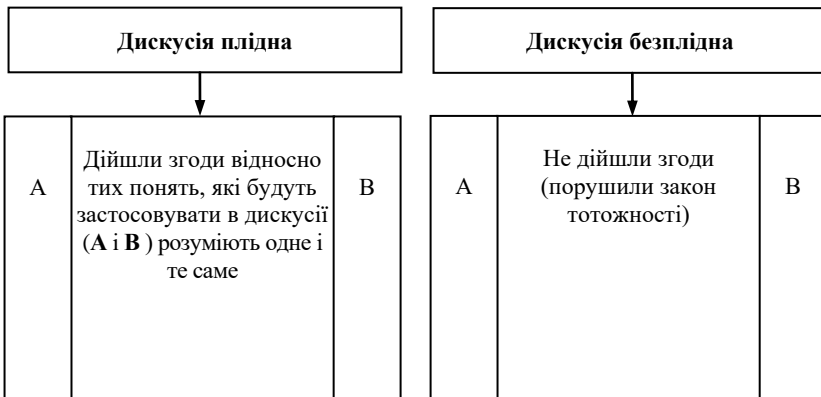 Дискусія плідна
Дискусія безплідна
А
Дійшли згоди відносно
тих понять, які будуть
застосовувати в дискусії
(А і В ) розуміють одне і
те саме
В
А
Не дійшли згоди
(порушили закон
тотожності)
В